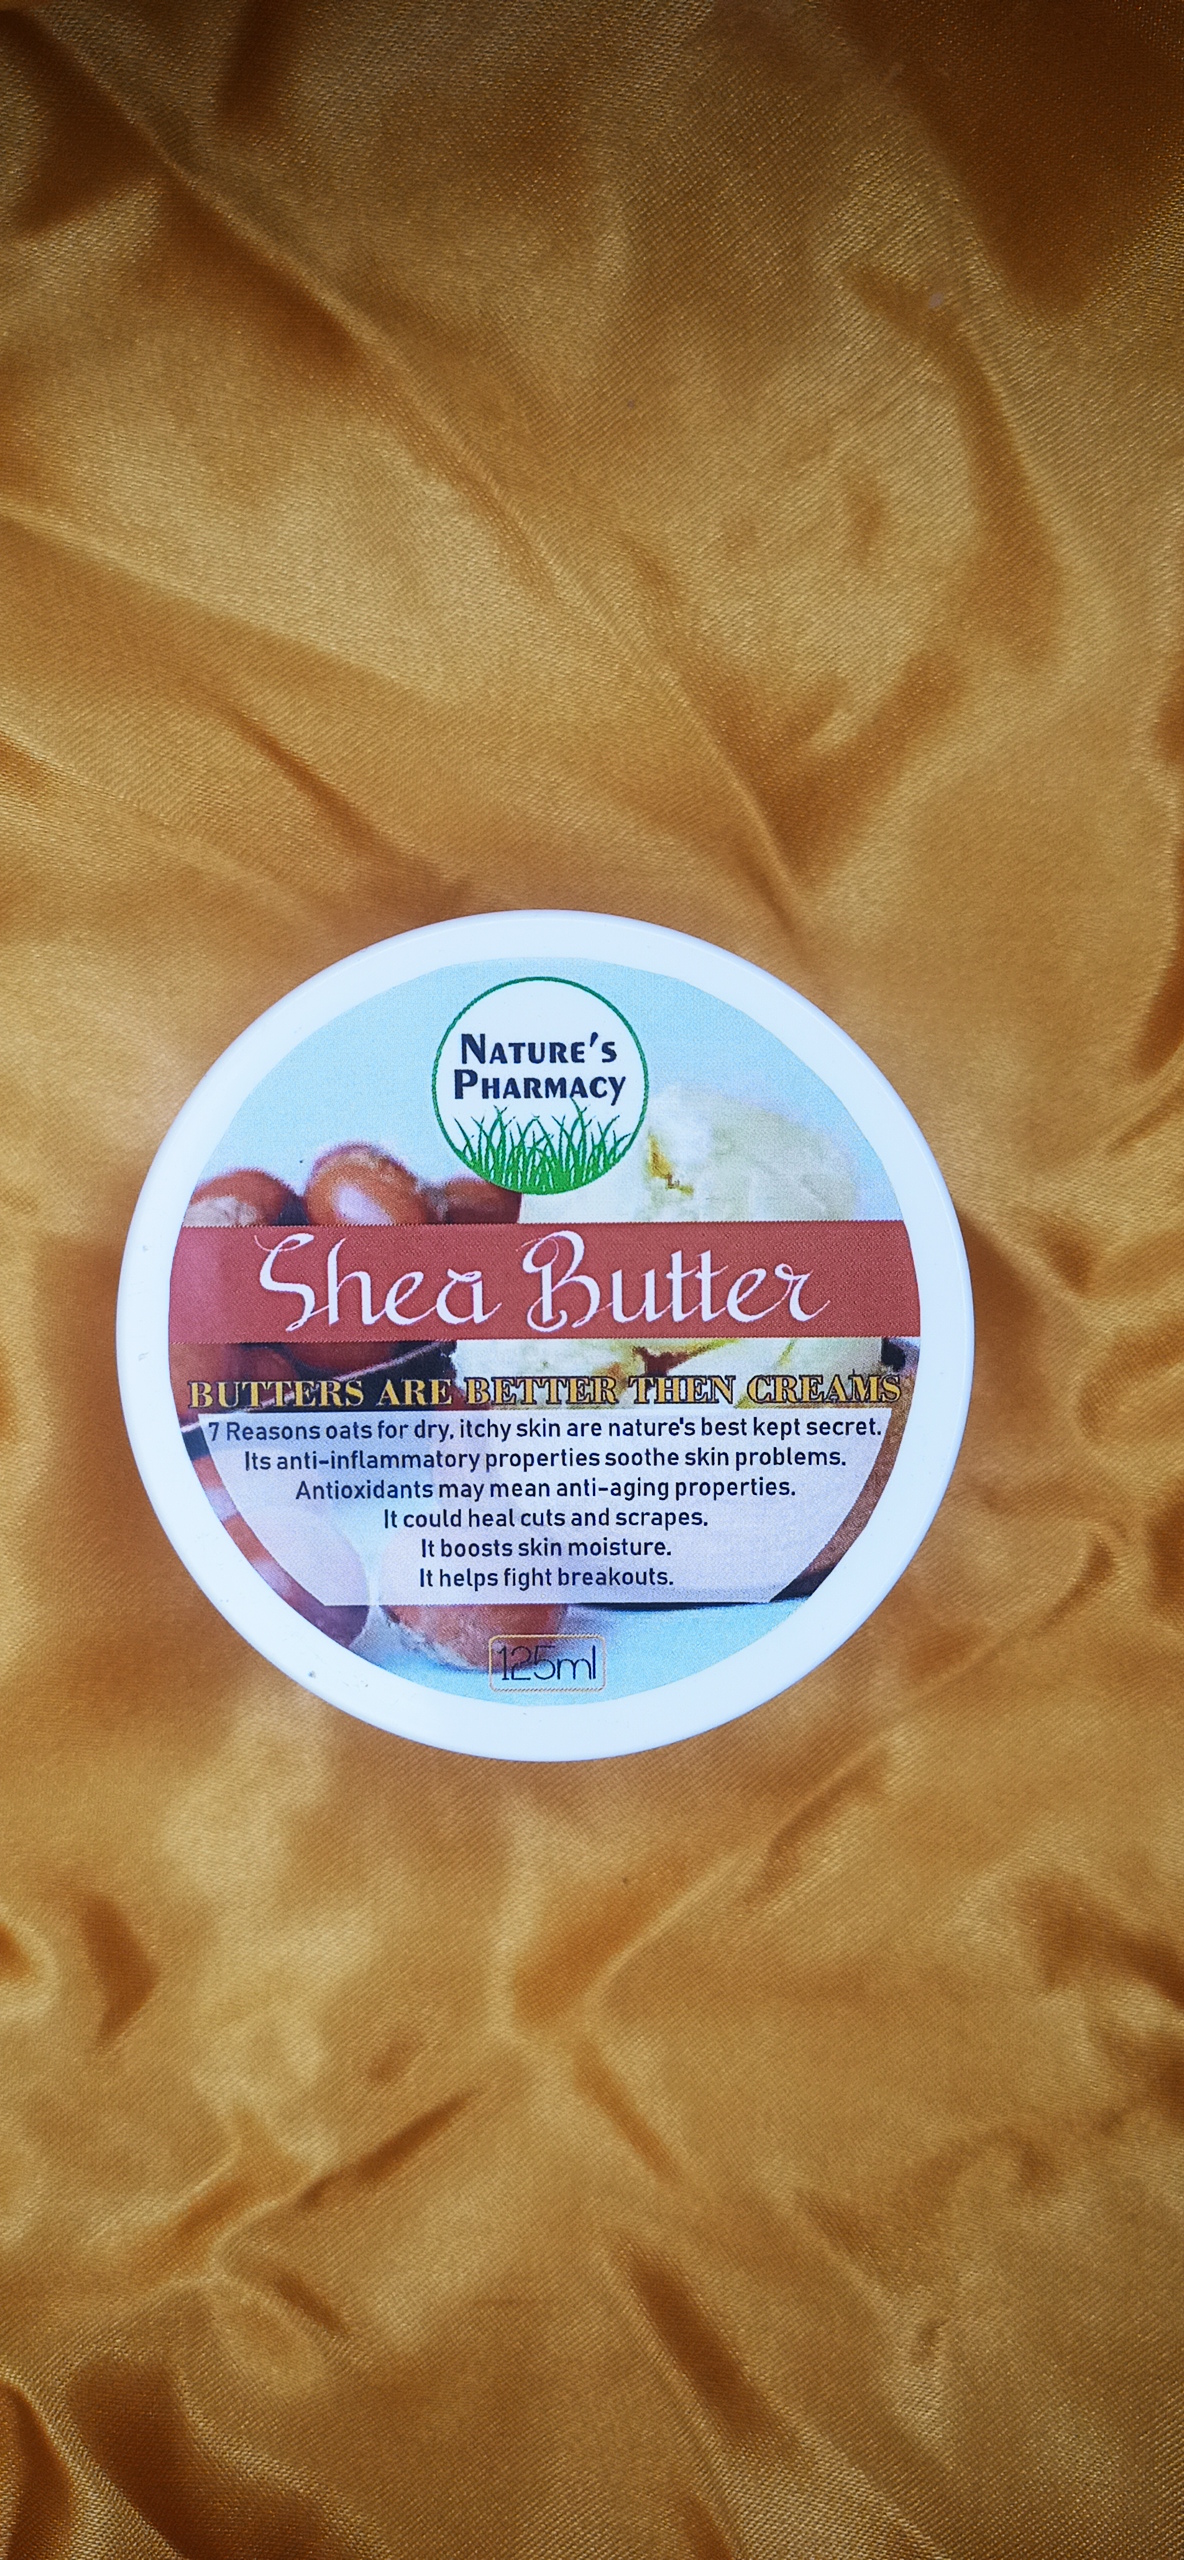 NATURE'S
PHARMACY
Shea Butter
BUTTERS ARE BETTER THEN CREAMS
7 Reasons oats for dry, itchy skin are nature's best kept secret.
Its anti-inflammatory properties soothe skin problems.
Antioxidants may mean anti-aging properties.
It could heal cuts and scrapes.
It boosts skin moisture.
It helps fight breakouts.
125ml